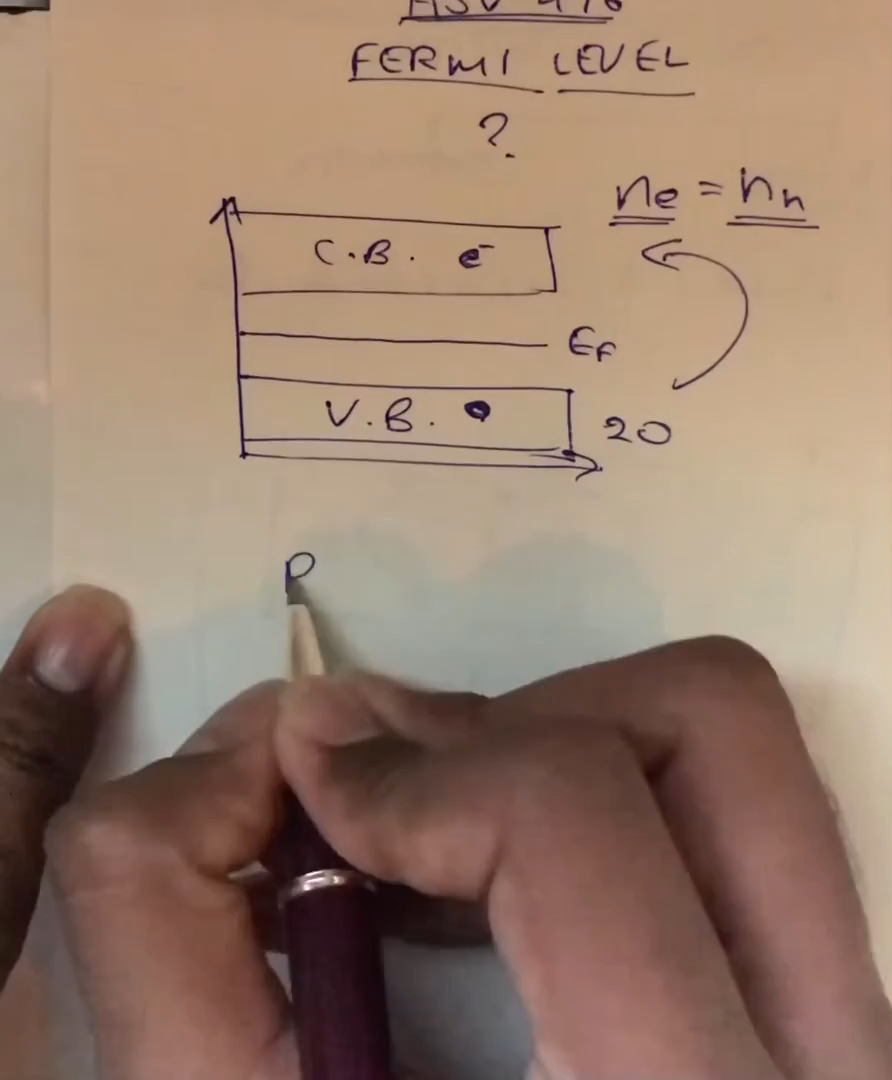 FERMI LEVEL
?
ne = nh
C.B. e-
EF
V.B.
20
P